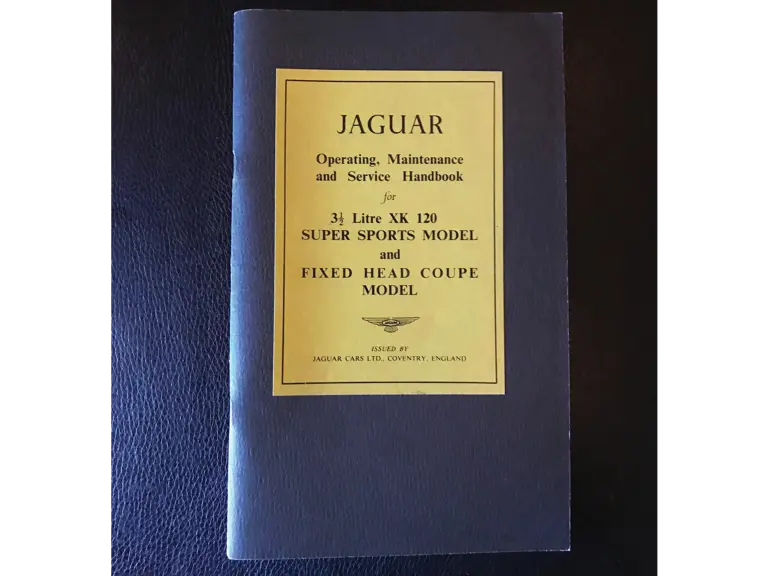 JAGUAR
Operating, Maintenance
and Service Handbook
for
3½ Litre XK 120
SUPER SPORTS MODEL
and
FIXED HEAD COUPE
MODEL
ISSUED BY
JAGUAR CARS LTD., COVENTRY, ENGLAND